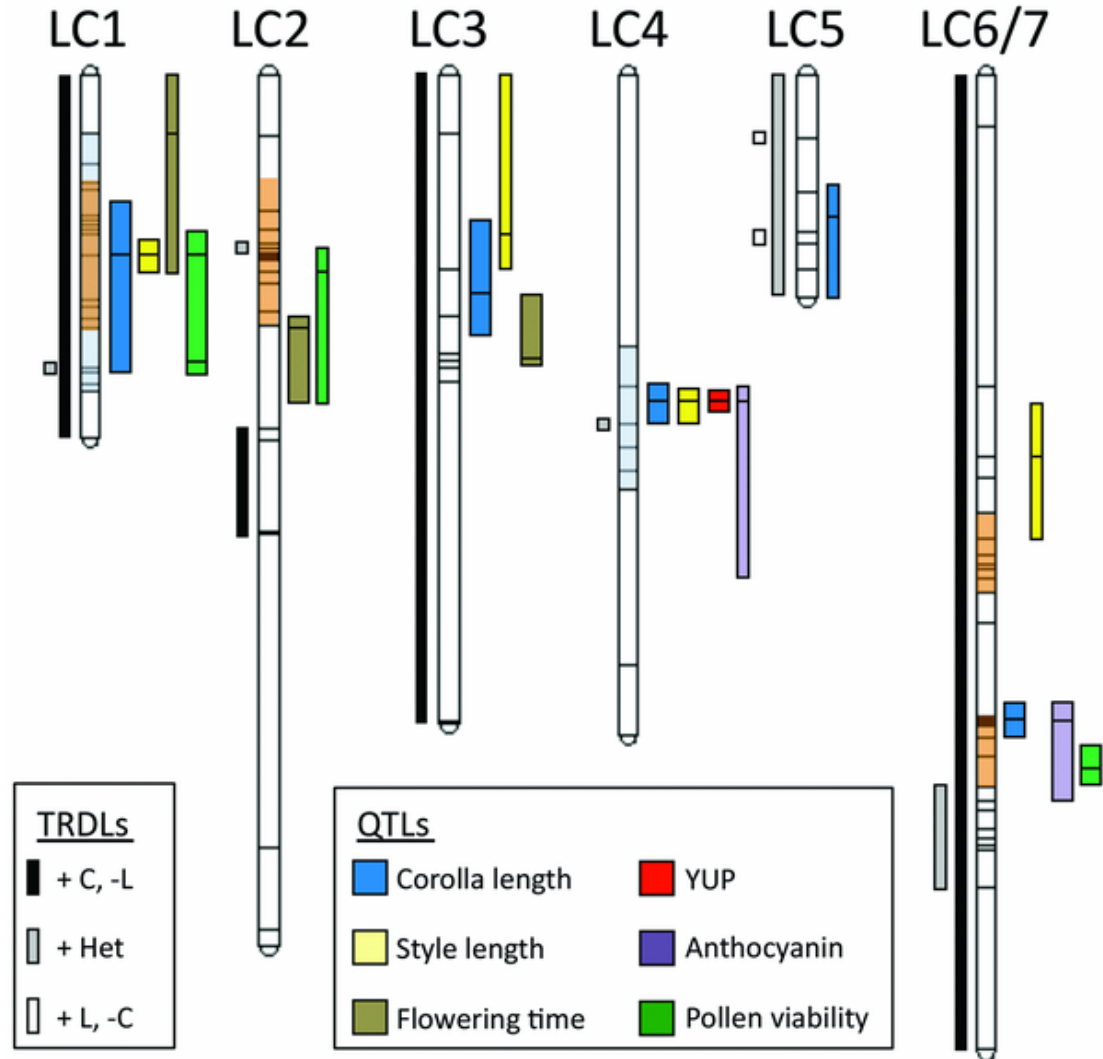 LC1 LC2 LC3 LC4 LC5 LC6/7
TRDLs
+ C, -L
+ Het
+ L, -C
QTLs
Corolla length
Style length
Flowering time
YUP
Anthocyanin
Pollen viability